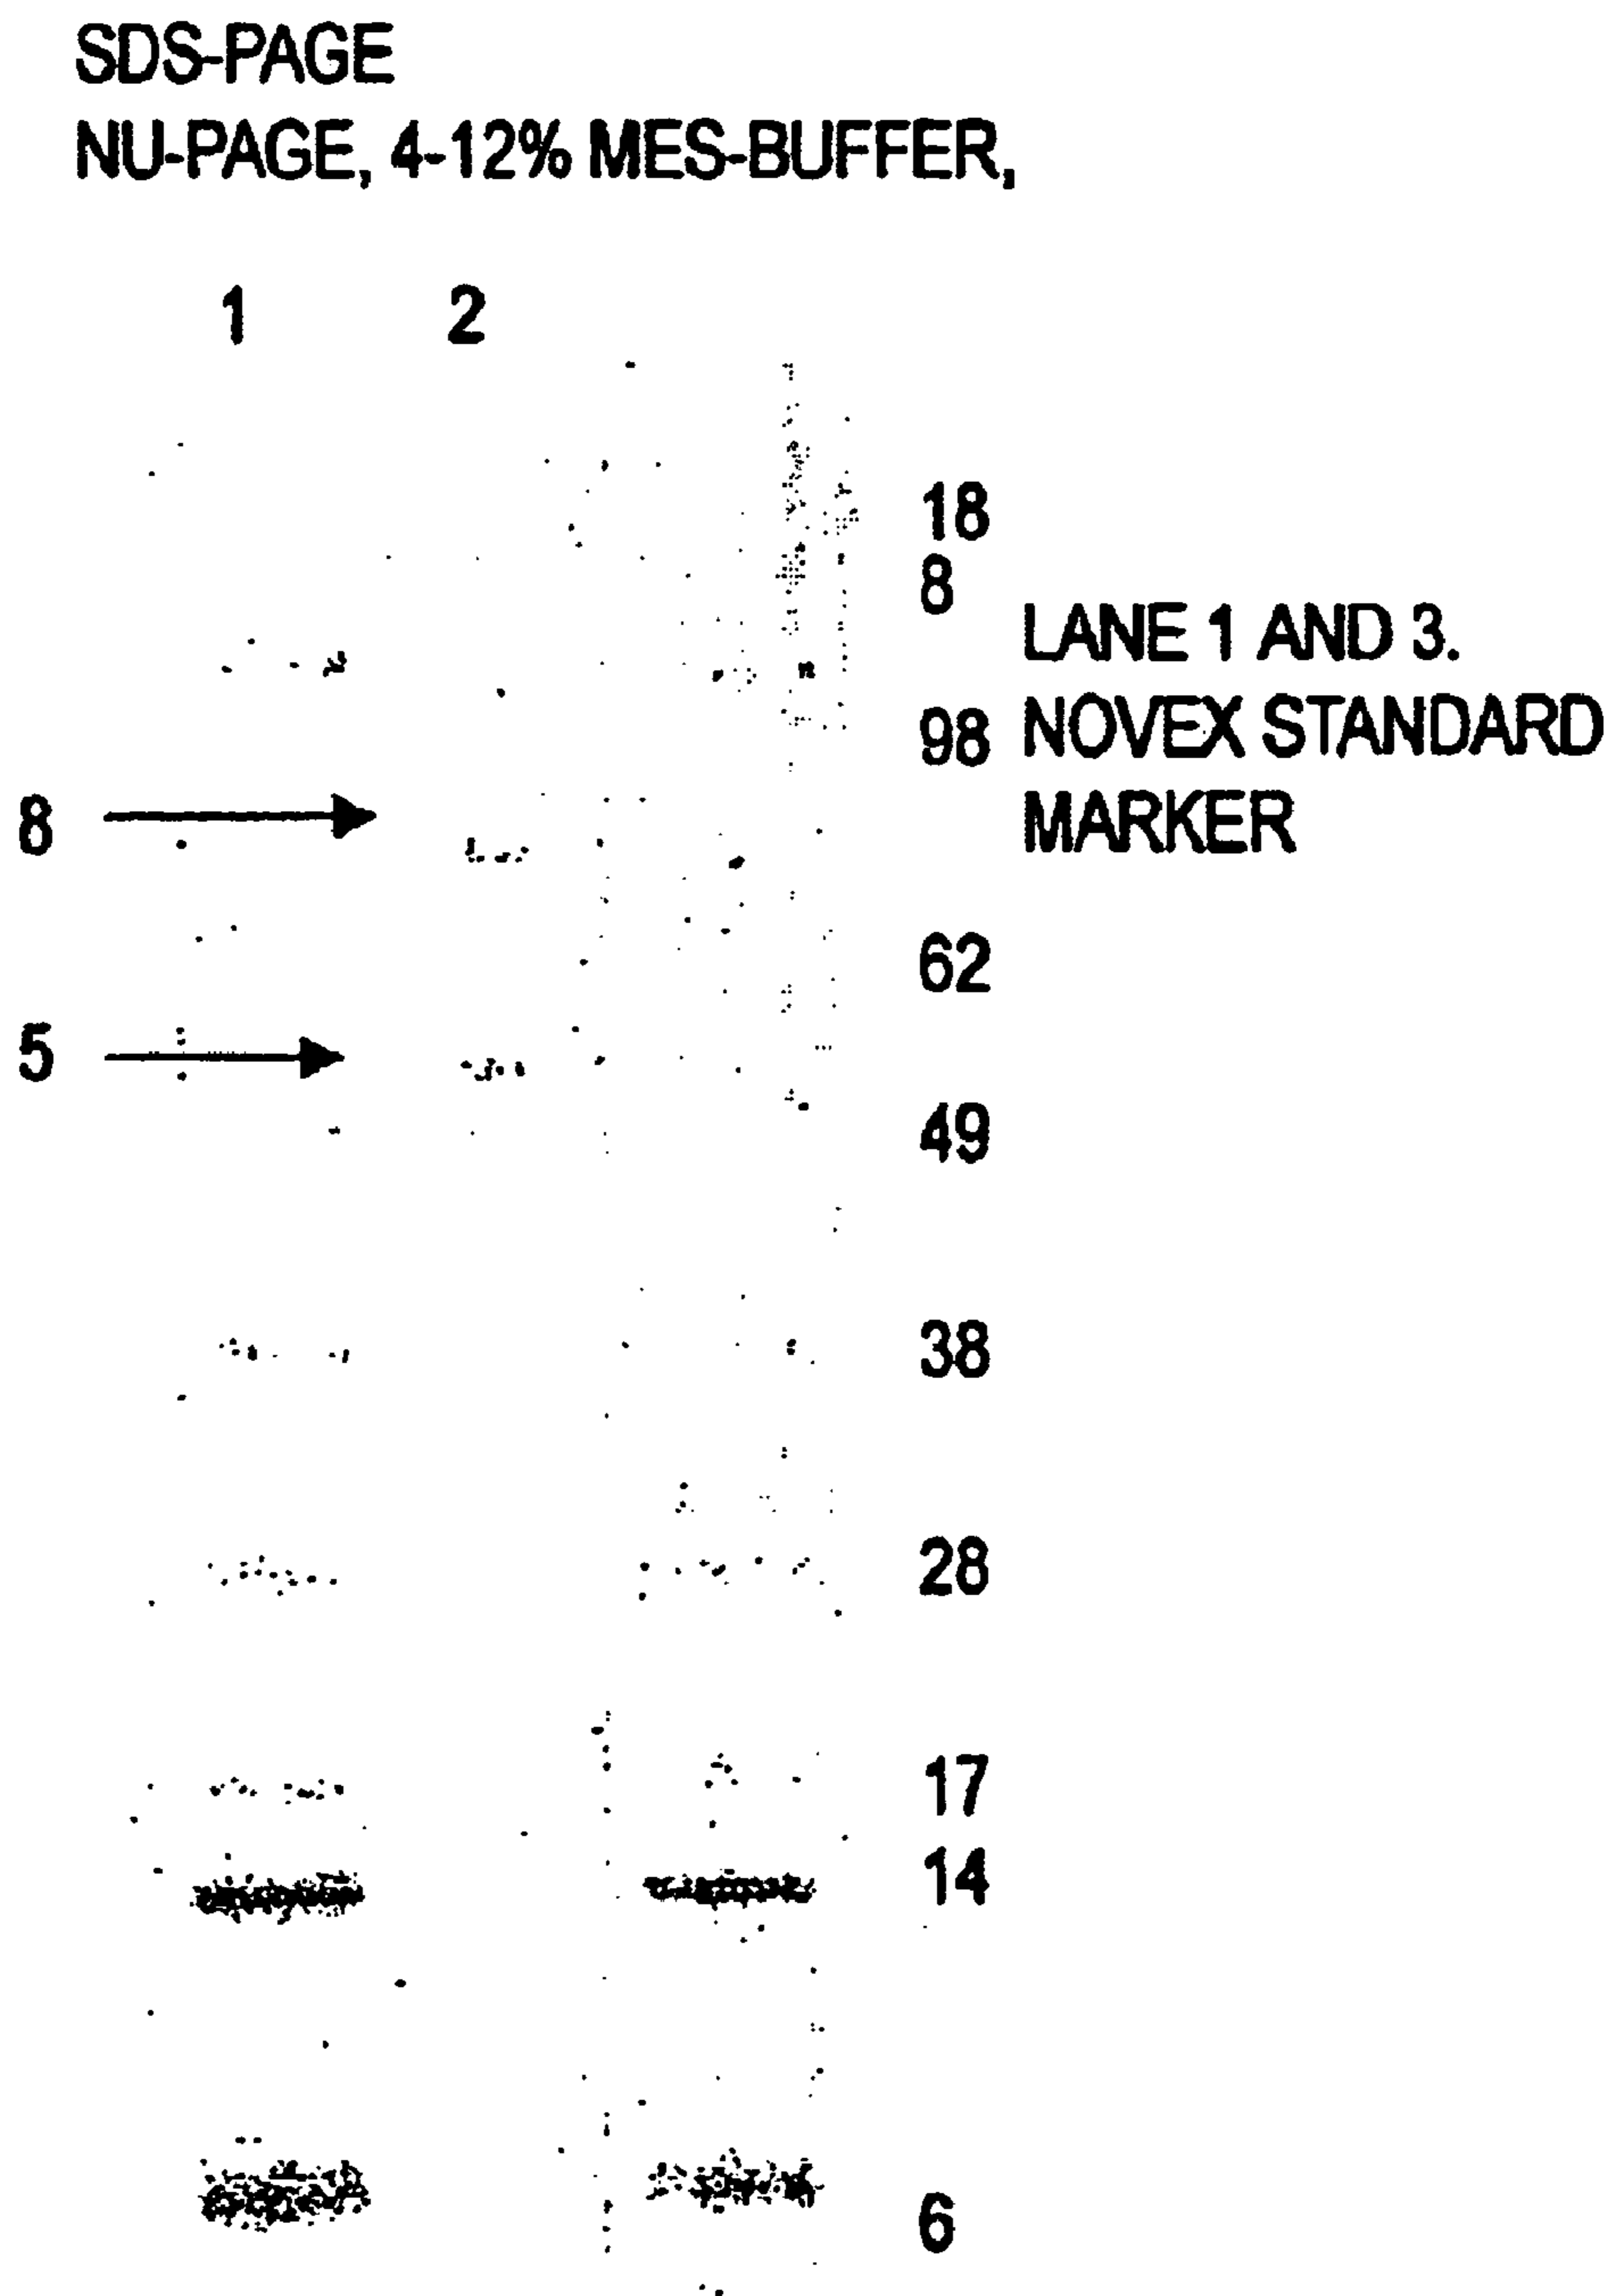 SDS-PAGE
NU-PAGE, 4-12% MES-BUFFER,
1 2
18
8
LANE 1 AND 3.
98 NOVEX STANDARD
MARKER
8
62
5
49
38
28
17
14
6